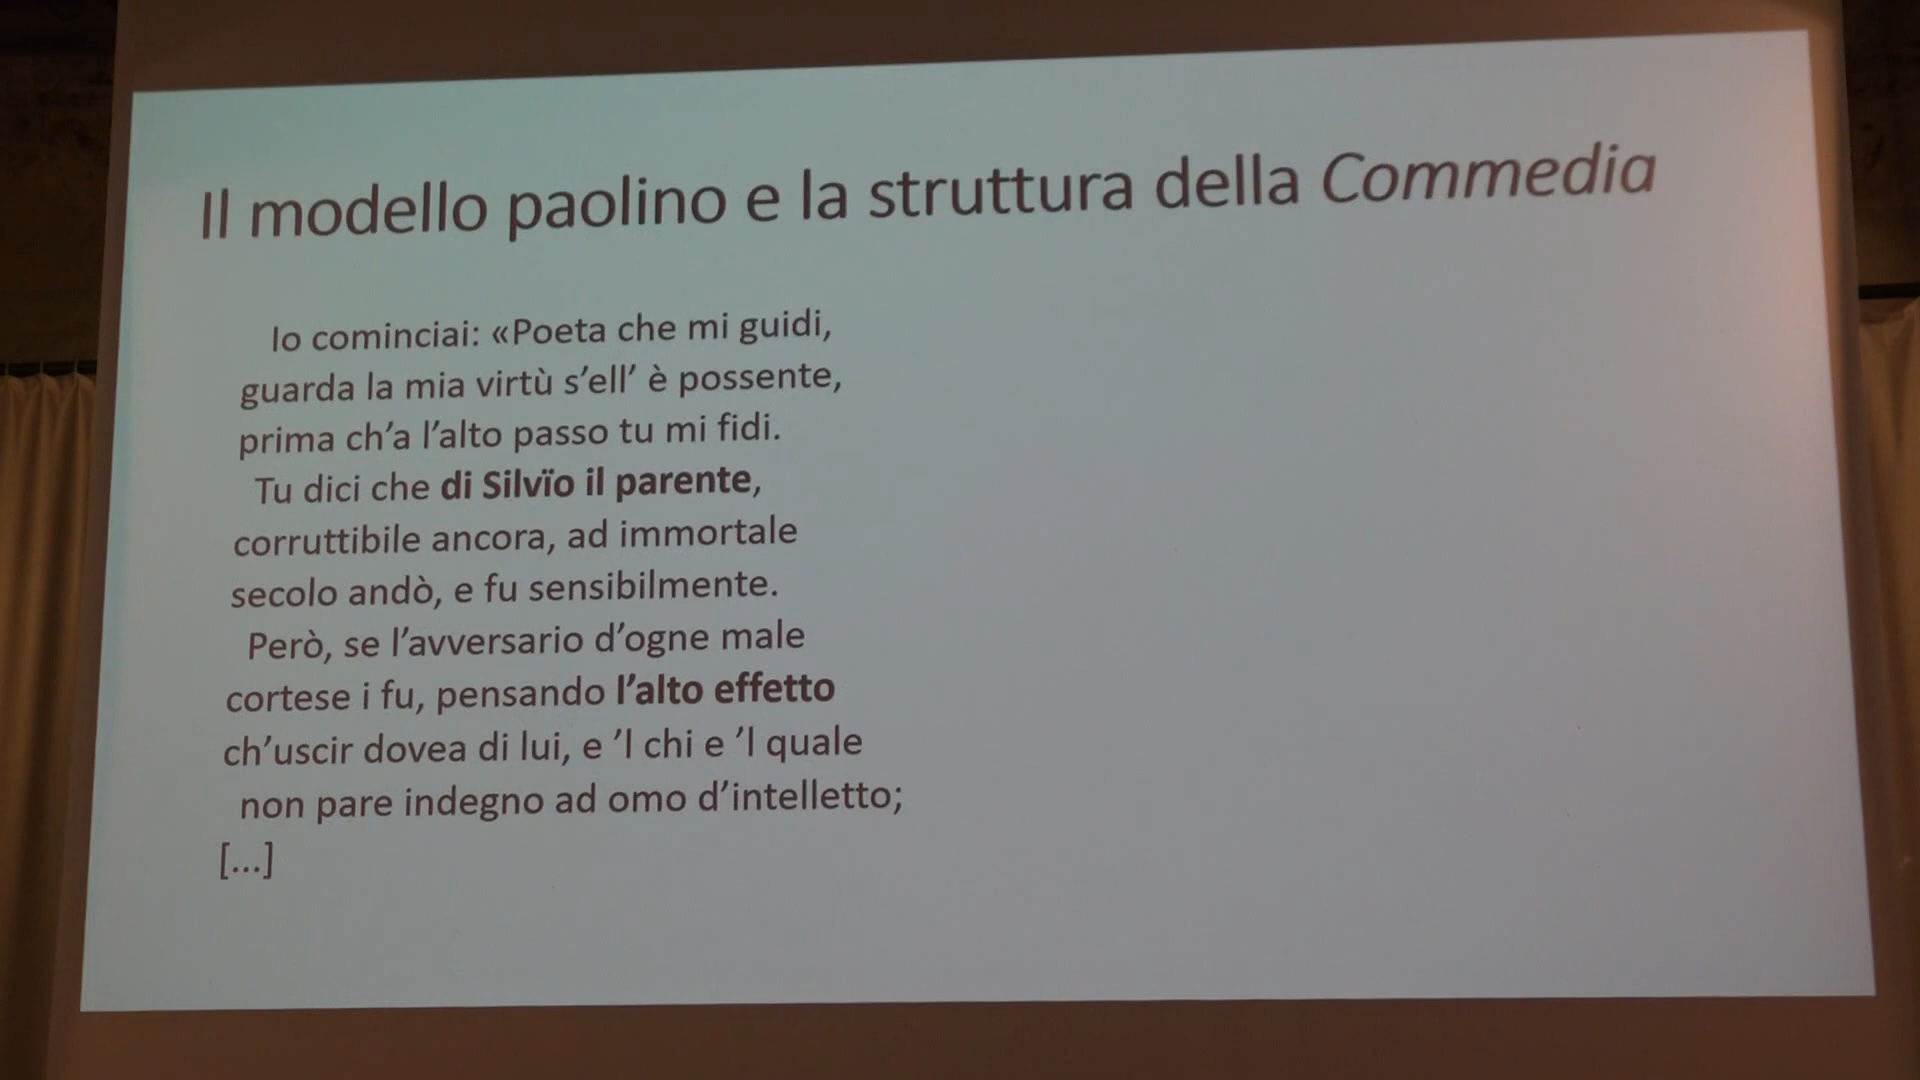 Il modello paolino e la struttura della Commedia
Io cominciai: «Poeta che mi guidi,
guarda la mia virtù s’ell’ è possente,
prima ch’a l’alto passo tu mi fidi.
Tu dici che di Silvïo il parente,
corruttibile ancora, ad immortale
secolo andò, e fu sensibilmente.
Però, se l’avversario d’ogne male
cortese i fu, pensando l’alto effetto
ch’uscir dovea di lui, e ’l chi e ’l quale
non pare indegno ad omo d’intelletto;
[...]